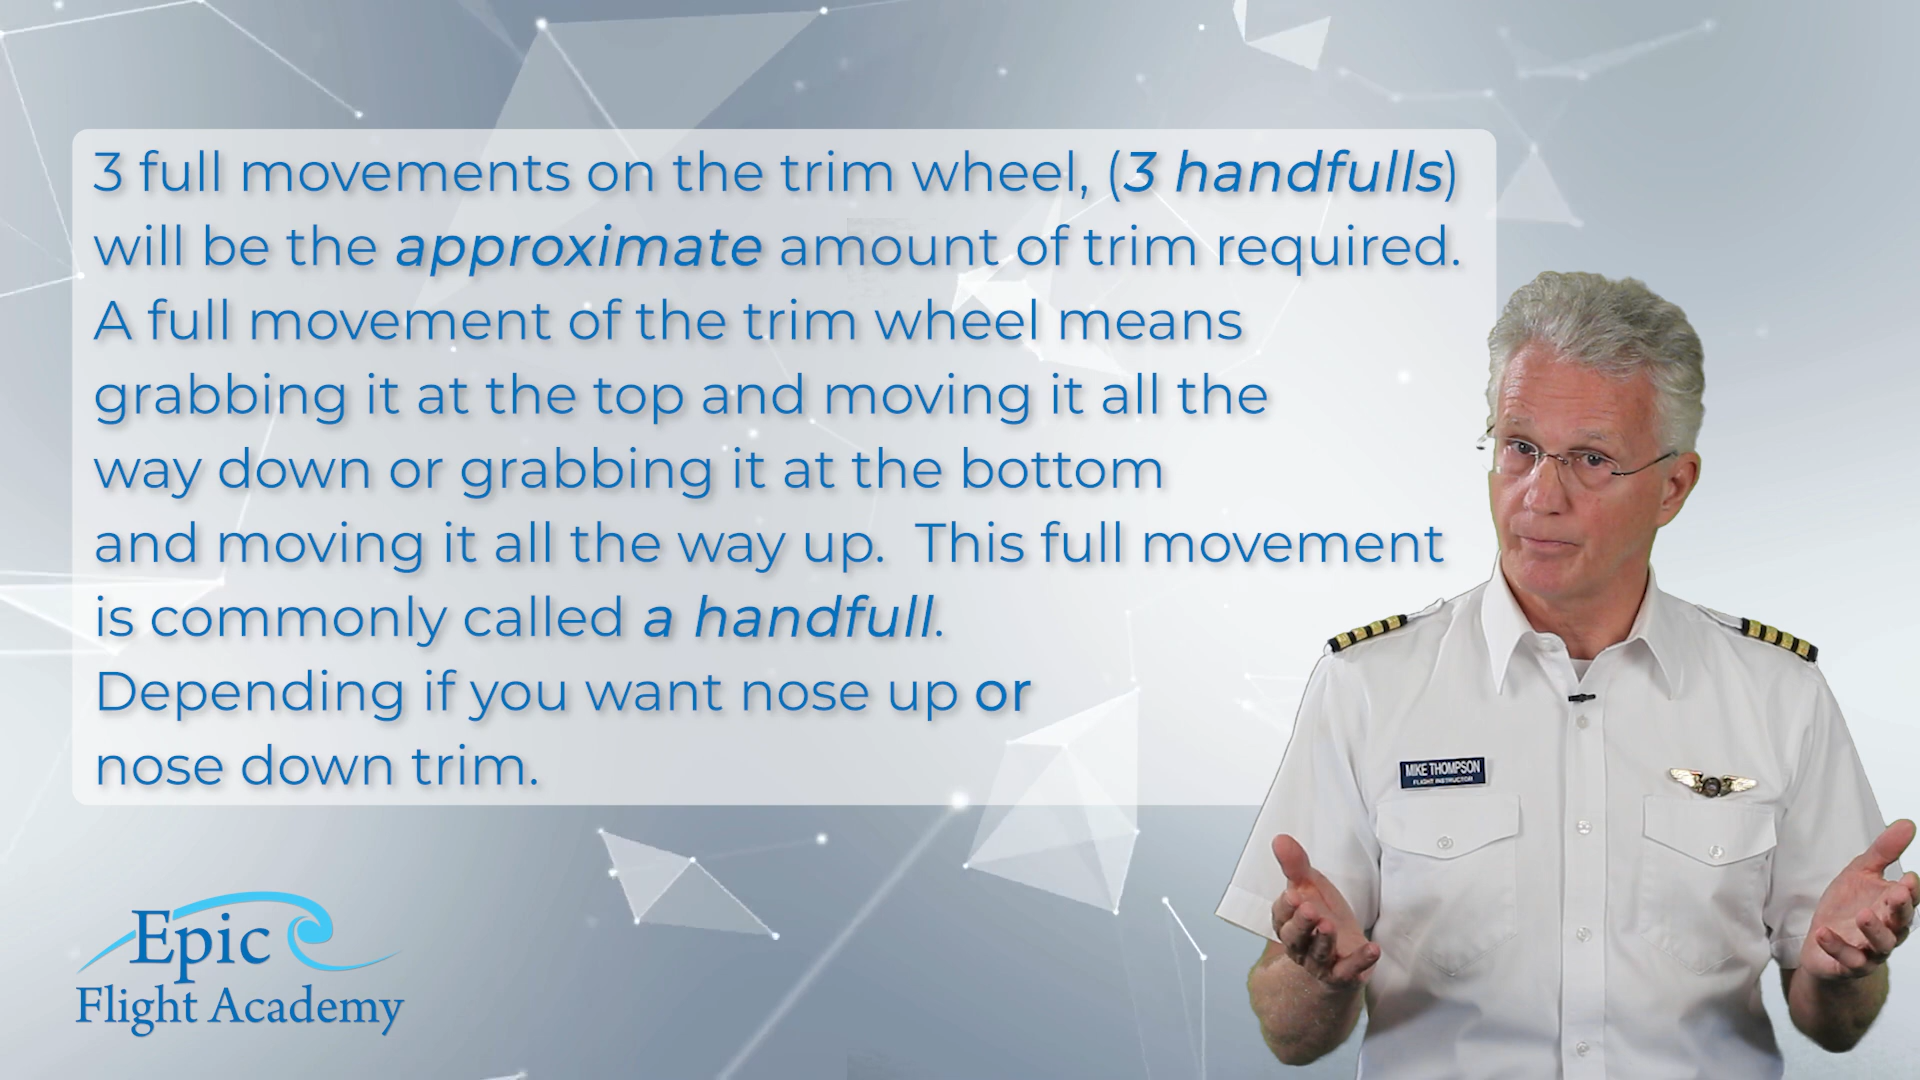 3 full movements on the trim wheel, (3 handfulls)
will be the approximate amount of trim required.
A full movement of the trim wheel means
grabbing it at the top and moving it all the
way down or grabbing it at the bottom
and moving it all the way up. This full movement
is commonly called a handfull.
Depending if you want nose up or
nose down trim.
MIKE THOMPSON
FLIGHT INSTRUCTOR
Epic
Flight Academy